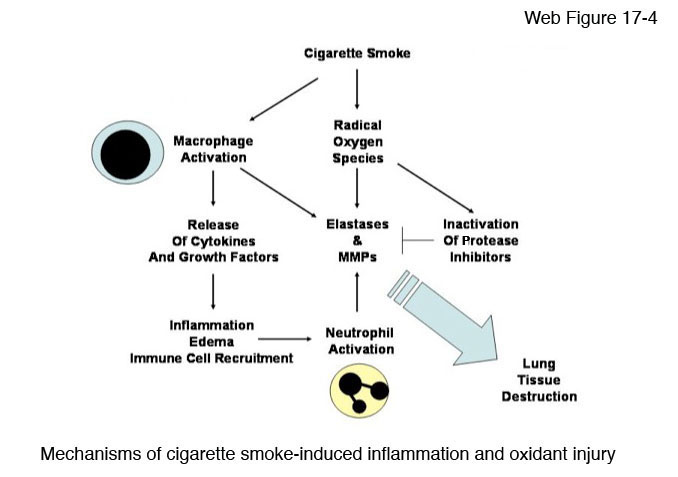 Web Figure 17-4
Cigarette Smoke
Macrophage
Activation
Radical
Oxygen
Species
Release
Of Cytokines
And Growth Factors
Elastases
&
MMPs
Inactivation
Of Protease
Inhibitors
Inflammation
Edema
Immune Cell Recruitment
Neutrophil
Activation
Lung
Tissue
Destruction
Mechanisms of cigarette smoke-induced inflammation and oxidant injury